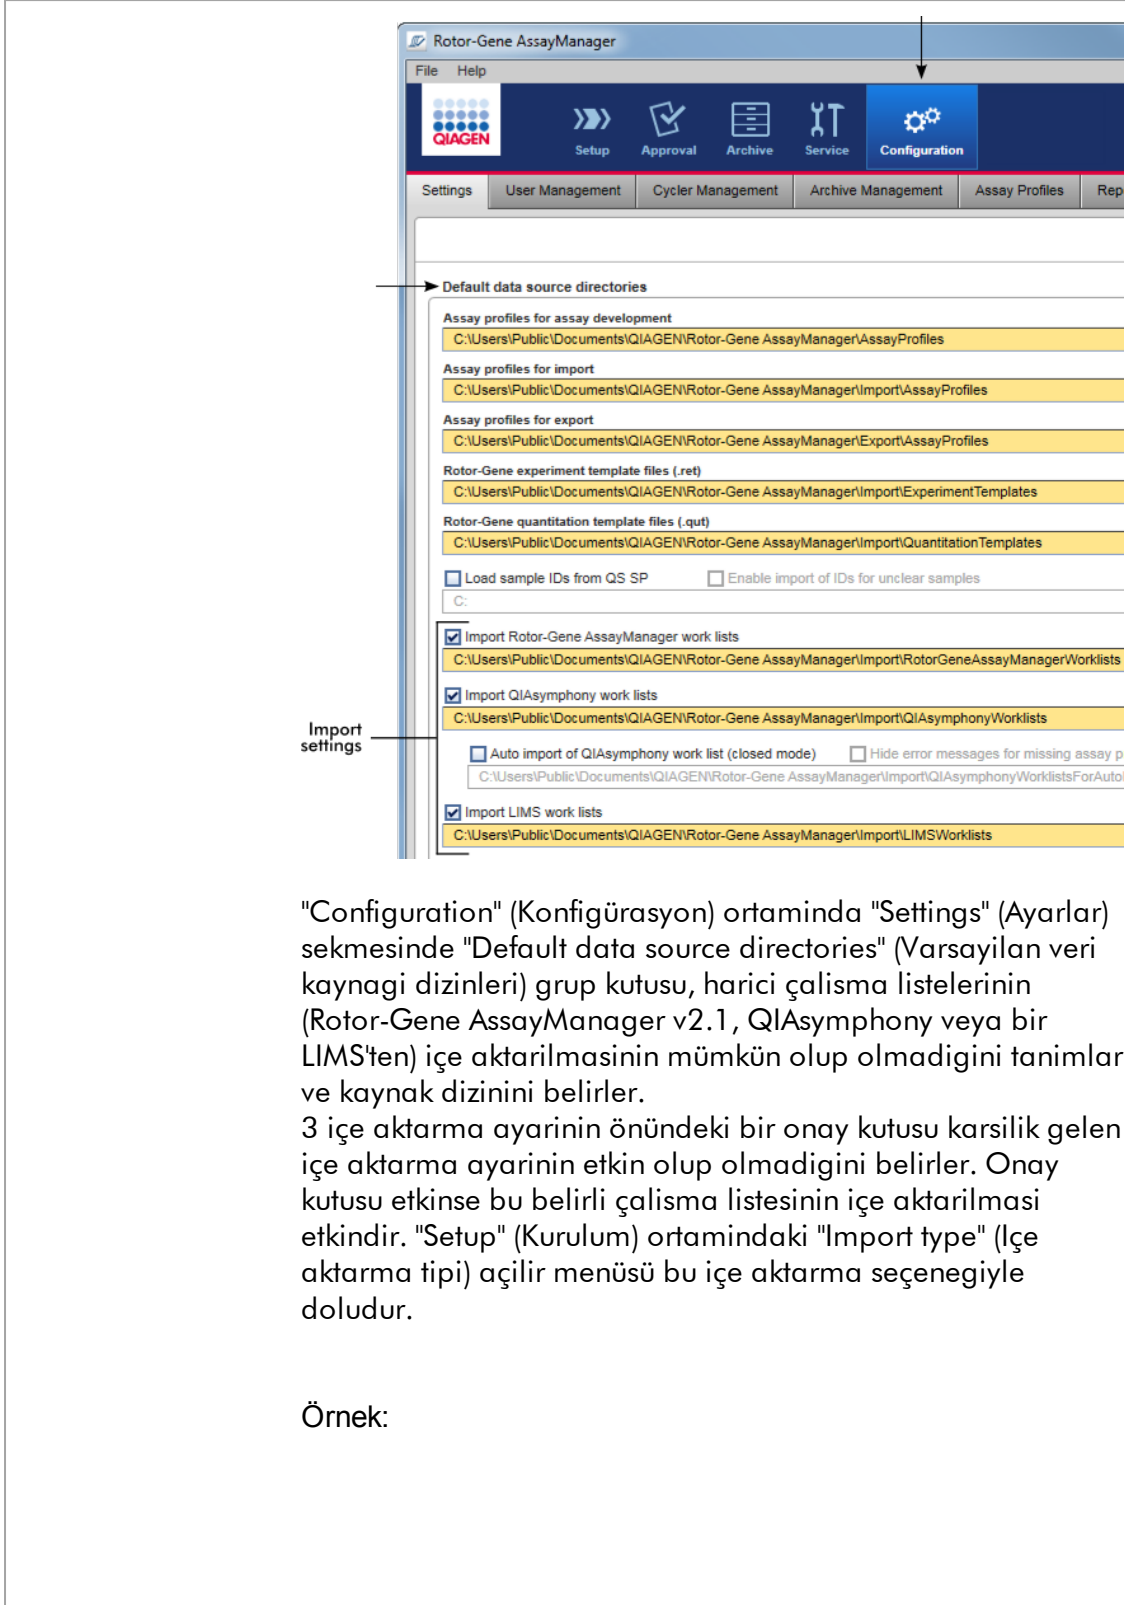 Rotor-Gene AssayManager
File Help
QIAGEN
Setup Approval Archive Service Configuration
Settings User Management Cycler Management Archive Management Assay Profiles Rep
Default data source directories
Assay profiles for assay development
C:\Users\Public\Documents\QIAGEN\Rotor-Gene AssayManager\AssayProfiles
Assay profiles for import
C:\Users\Public\Documents\QIAGEN\Rotor-Gene AssayManager\Import\AssayProfiles
Assay profiles for export
C:\Users\Public\Documents\QIAGEN\Rotor-Gene AssayManager\Export\AssayProfiles
Rotor-Gene experiment template files (.ret)
C:\Users\Public\Documents\QIAGEN\Rotor-Gene AssayManager\Import\ExperimentTemplates
Rotor-Gene quantitation template files (.qut)
C:\Users\Public\Documents\QIAGEN\Rotor-Gene AssayManager\Import\QuantitationTemplates
Load sample IDs from QS SP Enable import of IDs for unclear samples
C:
Import Rotor-Gene AssayManager work lists
C:\Users\Public\Documents\QIAGEN\Rotor-Gene AssayManager\Import\RotorGeneAssayManagerWorklists
Import QIAsymphony work lists
C:\Users\Public\Documents\QIAGEN\Rotor-Gene AssayManager\Import\QIAsymphonyWorklists
Import settings
Auto import of QIAsymphony work list (closed mode) Hide error messages for missing assay p
C:\Users\Public\Documents\QIAGEN\Rotor-Gene AssayManager\Import\QIAsymphonyWorklistsForAutoI
Import LIMS work lists
C:\Users\Public\Documents\QIAGEN\Rotor-Gene AssayManager\Import\LIMSWorklists
"Configuration" (Konfigürasyon) ortaminda "Settings" (Ayarlar)
sekmesinde "Default data source directories" (Varsayilan veri
kaynagi dizinleri) grup kutusu, harici çalisma listelerinin
(Rotor-Gene AssayManager v2.1, QIAsymphony veya bir
LIMS'ten) içe aktarilmasinin mümkün olup olmadigini tanimlar
ve kaynak dizinini belirler.
3 içe aktarma ayarinin önündeki bir onay kutusu karsilik gelen
içe aktarma ayarinin etkin olup olmadigini belirler. Onay
kutusu etkinse bu belirli çalisma listesinin içe aktarilmasi
etkindir. "Setup" (Kurulum) ortamindaki "Import type" (Içe
aktarma tipi) açilir menüsü bu içe aktarma seçenegiyle
doludur.
Örnek: